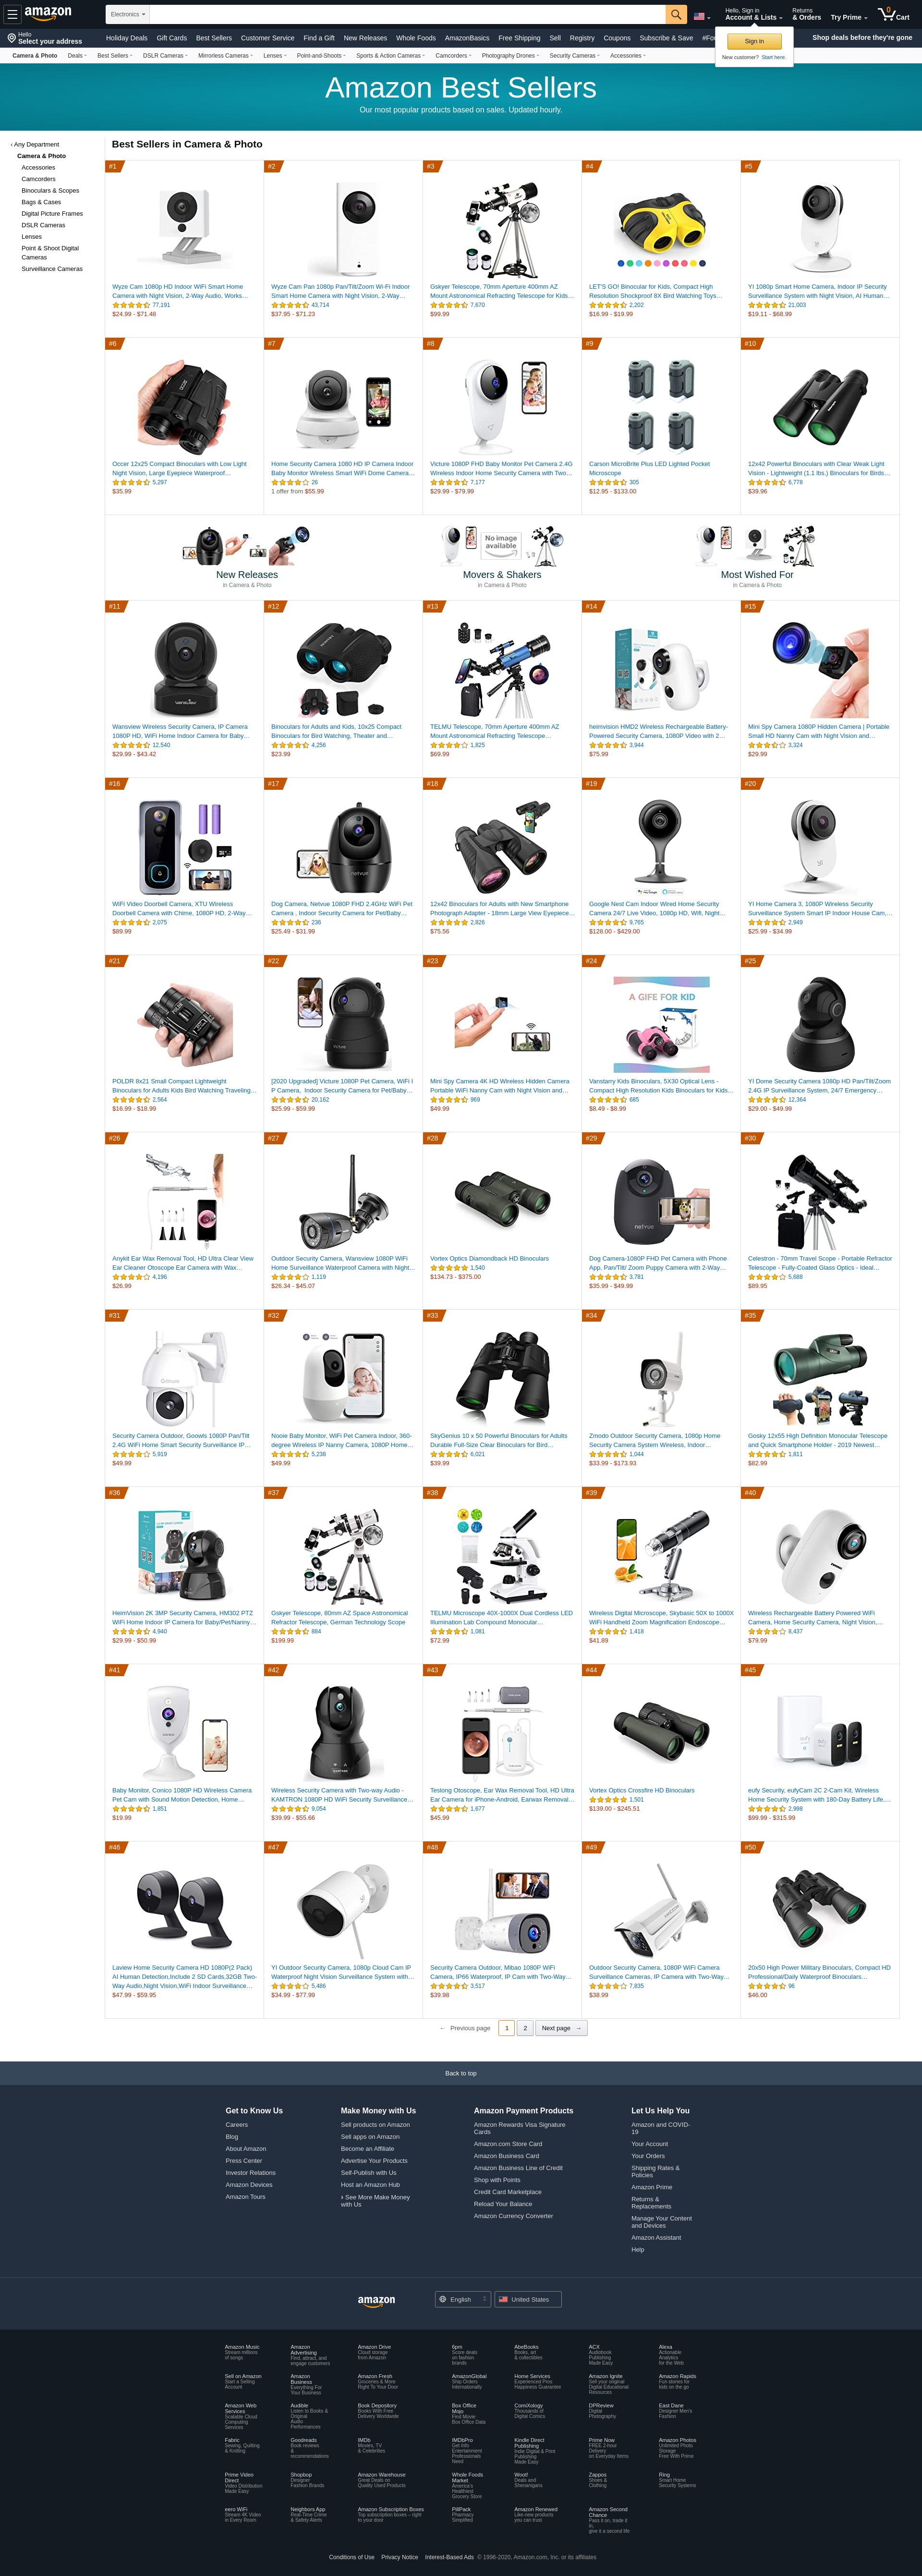 amazon
Electronics
Hello, Sign in
Account & Lists
Returns
& Orders
Try Prime
0
Cart
Hello
Select your address
Holiday Deals Gift Cards Best Sellers Customer Service Find a Gift New Releases Whole Foods AmazonBasics Free Shipping Sell Registry Coupons Subscribe & Save
Shop deals before they're gone
Sign in
New customer? Start here.
Camera & Photo Deals Best Sellers DSLR Cameras Mirrorless Cameras Lenses Point-and-Shoots Sports & Action Cameras Camcorders Photography Drones Security Cameras Accessories
Amazon Best Sellers
Our most popular products based on sales. Updated hourly.
‹ Any Department
Camera & Photo
Accessories
Camcorders
Binoculars & Scopes
Bags & Cases
Digital Picture Frames
DSLR Cameras
Lenses
Point & Shoot Digital
Cameras
Surveillance Cameras
Best Sellers in Camera & Photo
#1
Wyze Cam 1080p HD Indoor WiFi Smart Home
Camera with Night Vision, 2-Way Audio, Works…
77,191
$24.99 - $71.48
#2
Wyze Cam Pan 1080p Pan/Tilt/Zoom Wi-Fi Indoor
Smart Home Camera with Night Vision, 2-Way…
43,714
$37.95 - $71.23
#3
Gskyer Telescope, 70mm Aperture 400mm AZ
Mount Astronomical Refracting Telescope for Kids…
7,670
$99.99
#4
LET'S GO! Binocular for Kids, Compact High
Resolution Shockproof 8X Bird Watching Toys…
2,202
$16.99 - $19.99
#5
YI 1080p Smart Home Camera, Indoor IP Security
Surveillance System with Night Vision, AI Human…
21,003
$19.11 - $68.99
#6
Occer 12x25 Compact Binoculars with Low Light
Night Vision, Large Eyepiece Waterproof…
5,297
$35.99
#7
Home Security Camera 1080 HD IP Camera Indoor
Baby Monitor Wireless Smart WiFi Dome Camera…
26
1 offer from $55.99
#8
Victure 1080P FHD Baby Monitor Pet Camera 2.4G
Wireless Indoor Home Security Camera with Two…
7,177
$29.99 - $79.99
#9
Carson MicroBrite Plus LED Lighted Pocket
Microscope
305
$12.95 - $133.00
#10
12x42 Powerful Binoculars with Clear Weak Light
Vision - Lightweight (1.1 lbs.) Binoculars for Birds…
6,778
$39.96
New Releases
in Camera & Photo
No image
available
Movers & Shakers
in Camera & Photo
Most Wished For
in Camera & Photo
#11
Wansview Wireless Security Camera, IP Camera
1080P HD, WiFi Home Indoor Camera for Baby…
12,540
$29.99 - $43.42
#12
Binoculars for Adults and Kids, 10x25 Compact
Binoculars for Bird Watching, Theater and…
4,256
$23.99
#13
TELMU Telescope, 70mm Aperture 400mm AZ
Mount Astronomical Refracting Telescope…
1,825
$69.99
#14
heimvision HMD2 Wireless Rechargeable Battery-
Powered Security Camera, 1080P Video with 2…
3,944
$75.99
#15
Mini Spy Camera 1080P Hidden Camera | Portable
Small HD Nanny Cam with Night Vision and…
3,324
$29.99
#16
WiFi Video Doorbell Camera, XTU Wireless
Doorbell Camera with Chime, 1080P HD, 2-Way…
2,075
$89.99
#17
Dog Camera, Netvue 1080P FHD 2.4GHz WiFi Pet
Camera , Indoor Security Camera for Pet/Baby…
236
$25.49 - $31.99
#18
12x42 Binoculars for Adults with New Smartphone
Photograph Adapter - 18mm Large View Eyepiece…
2,826
$75.56
#19
Google Nest Cam Indoor Wired Home Security
Camera 24/7 Live Video, 1080p HD, Wifi, Night…
9,765
$128.00 - $429.00
#20
YI Home Camera 3, 1080P Wireless Security
Surveillance System Smart IP Indoor House Cam,…
2,949
$25.99 - $34.99
#21
POLDR 8x21 Small Compact Lightweight
Binoculars for Adults Kids Bird Watching Traveling…
2,564
$16.99 - $18.99
#22
[2020 Upgraded] Victure 1080P Pet Camera, WiFi I
P Camera, Indoor Security Camera for Pet/Baby…
20,162
$25.99 - $59.99
#23
Mini Spy Camera 4K HD Wireless Hidden Camera
Portable WiFi Nanny Cam with Night Vision and…
969
$49.99
#24
A GIFE FOR KID
Vanstarry Kids Binoculars, 5X30 Optical Lens -
Compact High Resolution Kids Binoculars for Kids…
685
$8.49 - $8.99
#25
YI Dome Security Camera 1080p HD Pan/Tilt/Zoom
2.4G IP Surveillance System, 24/7 Emergency…
12,364
$29.00 - $49.99
#26
Anykit Ear Wax Removal Tool, HD Ultra Clear View
Ear Cleaner Otoscope Ear Camera with Wax…
4,196
$26.99
#27
Outdoor Security Camera, Wansview 1080P WiFi
Home Surveillance Waterproof Camera with Night…
1,119
$26.34 - $45.07
#28
Vortex Optics Diamondback HD Binoculars
1,540
$134.73 - $375.00
#29
netvue
Dog Camera-1080P FHD Pet Camera with Phone
App, Pan/Tilt/ Zoom Puppy Camera with 2-Way…
3,781
$35.99 - $49.99
#30
Celestron - 70mm Travel Scope - Portable Refractor
Telescope - Fully-Coated Glass Optics - Ideal…
5,688
$89.95
#31
Security Camera Outdoor, Goowls 1080P Pan/Tilt
2.4G WiFi Home Smart Security Surveillance IP…
5,919
$49.99
#32
Nooie Baby Monitor, WiFi Pet Camera Indoor, 360-
degree Wireless IP Nanny Camera, 1080P Home…
5,238
$49.99
#33
SkyGenius 10 x 50 Powerful Binoculars for Adults
Durable Full-Size Clear Binoculars for Bird…
6,021
$39.99
#34
Zmodo Outdoor Security Camera, 1080p Home
Security Camera System Wireless, Indoor…
1,044
$33.99 - $173.93
#35
Gosky 12x55 High Definition Monocular Telescope
and Quick Smartphone Holder - 2019 Newest…
1,811
$82.99
#36
HeimVision 2K 3MP Security Camera, HM302 PTZ
WiFi Home Indoor IP Camera for Baby/Pet/Nanny…
4,940
$29.99 - $50.99
#37
Gskyer Telescope, 80mm AZ Space Astronomical
Refractor Telescope, German Technology Scope
884
$199.99
#38
TELMU Microscope 40X-1000X Dual Cordless LED
Illumination Lab Compound Monocular…
1,081
$72.99
#39
Wireless Digital Microscope, Skybasic 50X to 1000X
WiFi Handheld Zoom Magnification Endoscope…
1,418
$41.89
#40
Wireless Rechargeable Battery Powered WiFi
Camera, Home Security Camera, Night Vision,…
8,437
$79.99
#41
Baby Monitor, Conico 1080P HD Wireless Camera
Pet Cam with Sound Motion Detection, Home…
1,851
$19.99
#42
Wireless Security Camera with Two-way Audio -
KAMTRON 1080P HD WiFi Security Surveillance…
9,054
$39.99 - $55.66
#43
Teslong Otoscope, Ear Wax Removal Tool, HD Ultra
Ear Camera for iPhone-Android, Earwax Removal…
1,677
$45.99
#44
Vortex Optics Crossfire HD Binoculars
1,501
$139.00 - $245.51
#45
eufy Security, eufyCam 2C 2-Cam Kit, Wireless
Home Security System with 180-Day Battery Life,…
2,998
$99.99 - $315.99
#46
Laview Home Security Camera HD 1080P(2 Pack)
AI Human Detection,Include 2 SD Cards,32GB Two-
Way Audio,Night Vision,WiFi Indoor Surveillance…
$47.99 - $59.95
#47
YI Outdoor Security Camera, 1080p Cloud Cam IP
Waterproof Night Vision Surveillance System with…
5,486
$34.99 - $77.99
#48
Security Camera Outdoor, Mibao 1080P WiFi
Camera, IP66 Waterproof, IP Cam with Two-Way…
3,517
$39.98
#49
Outdoor Security Camera, 1080P WiFi Camera
Surveillance Cameras, IP Camera with Two-Way…
7,835
$38.99
#50
20x50 High Power Military Binoculars, Compact HD
Professional/Daily Waterproof Binoculars…
96
$46.00
← Previous page 1 2 Next page →
Back to top
Get to Know Us
Careers
Blog
About Amazon
Press Center
Investor Relations
Amazon Devices
Amazon Tours
Make Money with Us
Sell products on Amazon
Sell apps on Amazon
Become an Affiliate
Advertise Your Products
Self-Publish with Us
Host an Amazon Hub
› See More Make Money
with Us
Amazon Payment Products
Amazon Rewards Visa Signature
Cards
Amazon.com Store Card
Amazon Business Card
Amazon Business Line of Credit
Shop with Points
Credit Card Marketplace
Reload Your Balance
Amazon Currency Converter
Let Us Help You
Amazon and COVID-
19
Your Account
Your Orders
Shipping Rates &
Policies
Amazon Prime
Returns &
Replacements
Manage Your Content
and Devices
Amazon Assistant
Help
amazon
English
United States
Amazon Music
Stream millions
of songs
Amazon
Advertising
Find, attract, and
engage customers
Amazon Drive
Cloud storage
from Amazon
6pm
Score deals
on fashion
brands
AbeBooks
Books, art
& collectibles
ACX
Audiobook
Publishing
Made Easy
Alexa
Actionable
Analytics
for the Web
Sell on Amazon
Start a Selling
Account
Amazon
Business
Everything For
Your Business
Amazon Fresh
Groceries & More
Right To Your Door
AmazonGlobal
Ship Orders
Internationally
Home Services
Experienced Pros
Happiness Guarantee
Amazon Ignite
Sell your original
Digital Educational
Resources
Amazon Rapids
Fun stories for
kids on the go
Amazon Web
Services
Scalable Cloud
Computing
Services
Audible
Listen to Books &
Original
Audio
Performances
Book Depository
Books With Free
Delivery Worldwide
Box Office
Mojo
Find Movie
Box Office Data
ComiXology
Thousands of
Digital Comics
DPReview
Digital
Photography
East Dane
Designer Men's
Fashion
Fabric
Sewing, Quilting
& Knitting
Goodreads
Book reviews
&
recommendations
IMDb
Movies, TV
& Celebrities
IMDbPro
Get Info
Entertainment
Professionals
Need
Kindle Direct
Publishing
Indie Digital & Print
Publishing
Made Easy
Prime Now
FREE 2-hour
Delivery
on Everyday Items
Amazon Photos
Unlimited Photo
Storage
Free With Prime
Prime Video
Direct
Video Distribution
Made Easy
Shopbop
Designer
Fashion Brands
Amazon Warehouse
Great Deals on
Quality Used Products
Whole Foods
Market
America's
Healthiest
Grocery Store
Woot!
Deals and
Shenanigans
Zappos
Shoes &
Clothing
Ring
Smart Home
Security Systems
eero WiFi
Stream 4K Video
in Every Room
Neighbors App
Real-Time Crime
& Safety Alerts
Amazon Subscription Boxes
Top subscription boxes – right
to your door
PillPack
Pharmacy
Simplified
Amazon Renewed
Like-new products
you can trust
Amazon Second
Chance
Pass it on, trade it
in,
give it a second life
Conditions of Use Privacy Notice Interest-Based Ads © 1996-2020, Amazon.com, Inc. or its affiliates